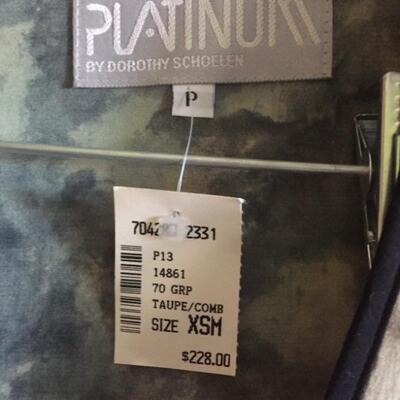 PLATINUM
BY DOROTHY SCHOELEN
P
2331
P13
14861
70 GRP
TAUPE/COMB
SIZE XSM
$228.00